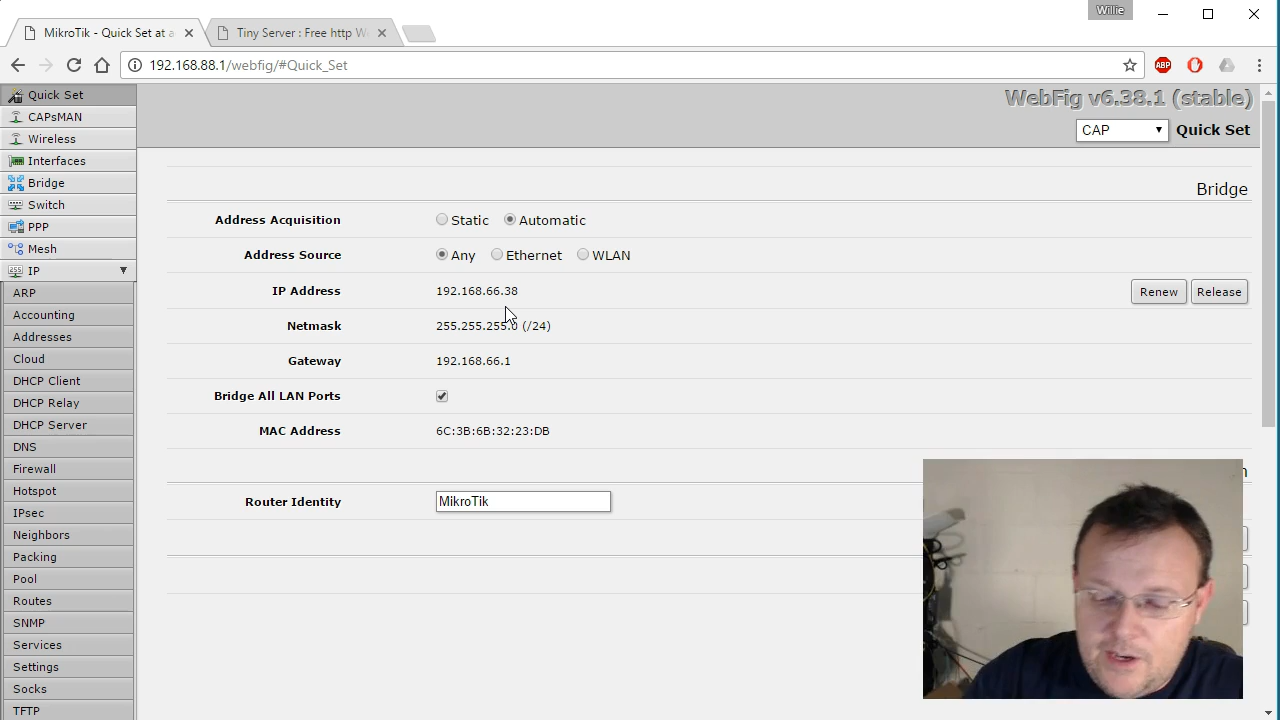 Willie
MikroTik - Quick Set at a
Tiny Server : Free http W
192.168.88.1/webfig/#Quick_Set
ABP
Quick Set
CAPsMAN
Wireless
Interfaces
Bridge
Switch
PPP
Mesh
IP
ARP
Accounting
Addresses
Cloud
DHCP Client
DHCP Relay
DHCP Server
DNS
Firewall
Hotspot
IPsec
Neighbors
Packing
Pool
Routes
SNMP
Services
Settings
Socks
TFTP
WebFig v6.38.1 (stable)
CAP Quick Set
Bridge
Address Acquisition Static Automatic
Address Source Any Ethernet WLAN
IP Address 192.168.66.38 Renew Release
Netmask 255.255.255.0 (/24)
Gateway 192.168.66.1
Bridge All LAN Ports
MAC Address 6C:3B:6B:32:23:DB
Router Identity MikroTik